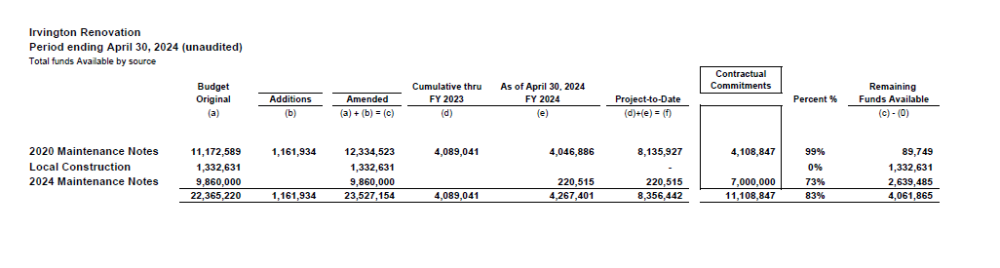 Irvington Renovation
Period ending April 30, 2024 (unaudited)
Total funds Available by source
Contractual
Budget Cumulative thru As of April 30, 2024 Commitments Remaining
Original Additions Amended FY 2023 FY 2024 Project-to-Date Percent % Funds Available
(a) (b) (a) + (b) = (c) (d) (e) (d)+(e) = (f) (c) - (0)
2020 Maintenance Notes 11,172,589 1,161,934 12,334,523 4,089,041 4,046,886 8,135,927 4,108,847 99% 89,749
Local Construction 1,332,631 1,332,631 - 0% 1,332,631
2024 Maintenance Notes 9,860,000 9,860,000 220,515 220,515 7,000,000 73% 2,639,485
22,365,220 1,161,934 23,527,154 4,089,041 4,267,401 8,356,442 11,108,847 83% 4,061,865